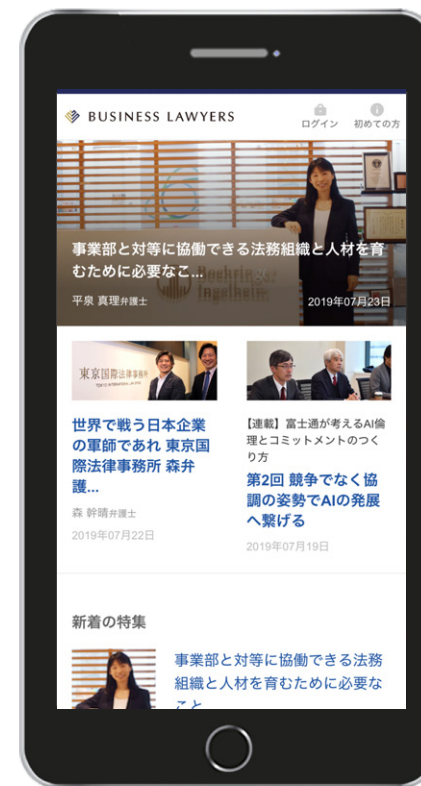 BUSINESS LAWYERS
ログイン 初めての方
Boehringer
Ingelheim
事業部と対等に協働できる法務組織と人材を育
むために必要なこ...
平泉 真理弁護士 2019年07月23日
東京国際法律事務所
TOKYO INTERNATIONAL LAW OFFICE
世界で戦う日本企業
の軍師であれ 東京国
際法律事務所 森弁
護...
森 幹晴弁護士
2019年07月22日
【連載】富士通が考えるAI倫
理とコミットメントのつく
り方
第2回 競争でなく協
調の姿勢でAIの発展
へ繋げる
2019年07月19日
新着の特集
事業部と対等に協働できる法務
組織と人材を育むために必要な
こと